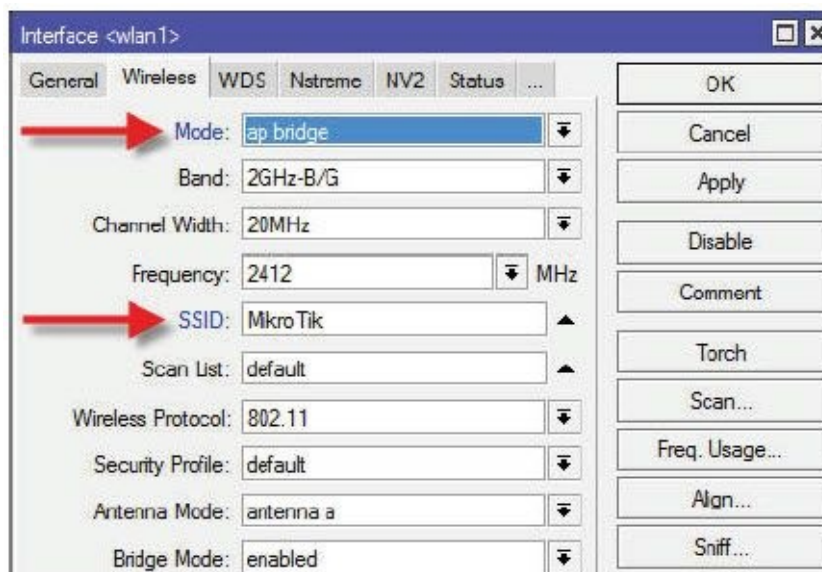 Interface <wlan1>
General Wireless WDS Nstreme NV2 Status ...
Mode: ap bridge
Band: 2GHz-B/G
Channel Width: 20MHz
Frequency: 2412 MHz
SSID: MikroTik
Scan List: default
Wireless Protocol: 802.11
Security Profile: default
Antenna Mode: antenna a
Bridge Mode: enabled
OK
Cancel
Apply
Disable
Comment
Torch
Scan...
Freq. Usage...
Align...
Sniff...